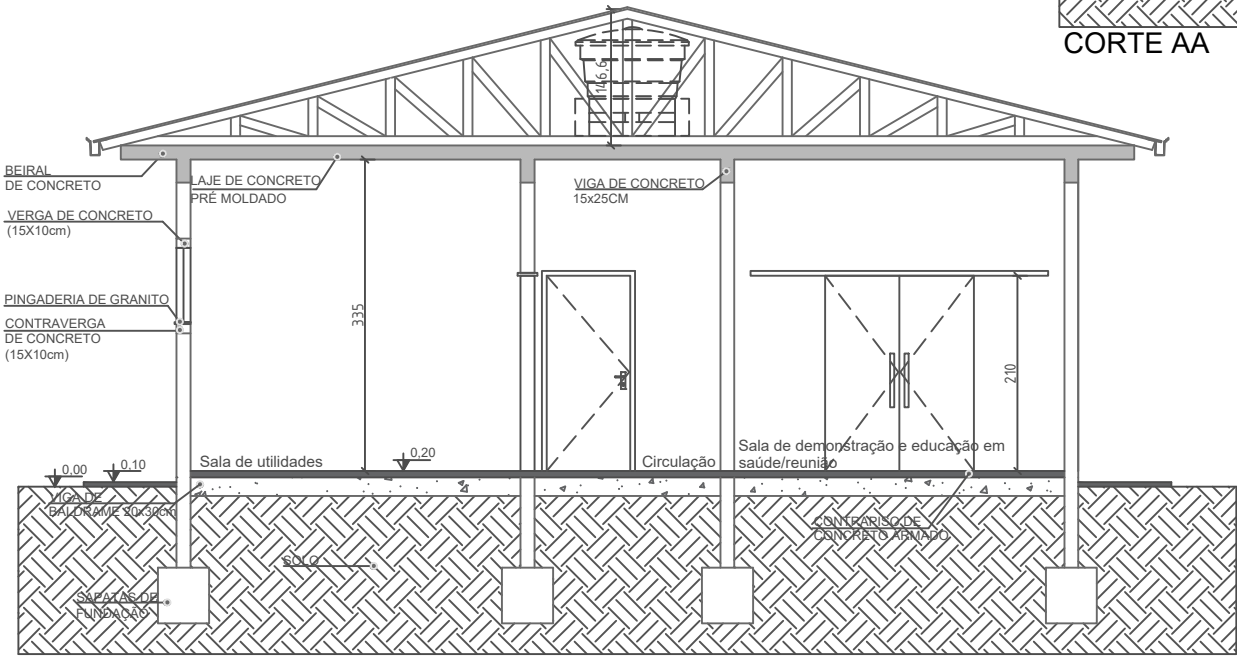 CORTE AA
146,6
BEIRAL
DE CONCRETO
LAJE DE CONCRETO
PRÉ MOLDADO
VIGA DE CONCRETO
15x25CM
VERGA DE CONCRETO
(15X10cm)
PINGADERIA DE GRANITO
CONTRAVERGA
DE CONCRETO
(15X10cm)
335
210
0,00
0,10
Sala de utilidades
0,20
Circulação
Sala de demonstração e educação em
saúde/reunião
VIGA DE
BALDRAME 20x30cm
CONTRAPISO DE
CONCRETO ARMADO
SOLO
SAPATAS DE
FUNDAÇÃO